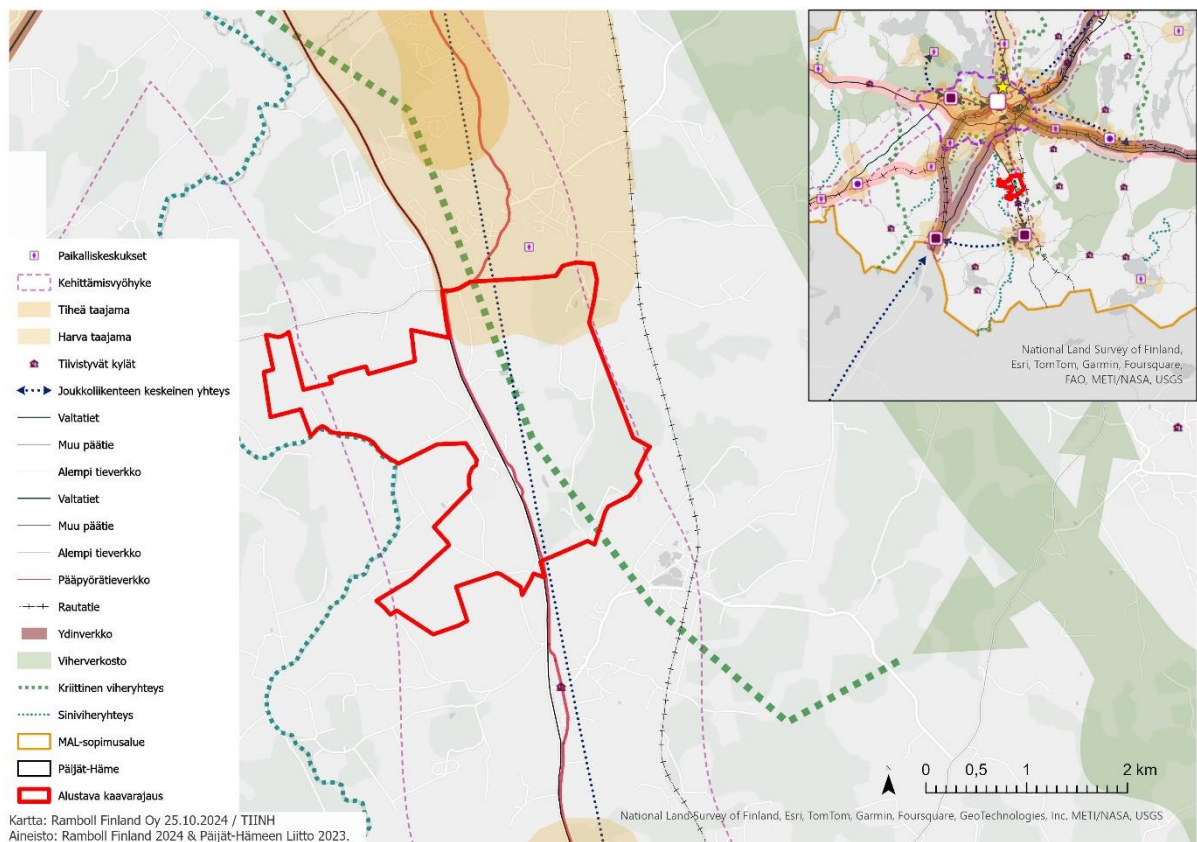 Paikalliskeskukset
Kehittämisvyöhyke
Tiheä taajama
Harva taajama
Tiivistyvät kylät
Joukkoliikenteen keskeinen yhteys
Valtatiet
Muu päätie
Alempi tieverkko
Valtatiet
Muu päätie
Alempi tieverkko
Pääpyörätieverkko
Rautatie
Ydinverkko
Viherverkosto
Kriittinen viheryhteys
Siniviheryhteys
MAL-sopimusalue
Päijät-Häme
Alustava kaavarajaus
Kartta: Ramboll Finland Oy 25.10.2024 / TIINH
Aineisto: Ramboll Finland 2024 & Päijät-Hämeen Liitto 2023.
National Land Survey of Finland,
Esri, TomTom, Garmin, Foursquare,
FAO, METI/NASA, USGS
N
0 0,5 1 2 km
National Land Survey of Finland, Esri, TomTom, Garmin, Foursquare, GeoTechnologies, Inc, METI/NASA, USGS